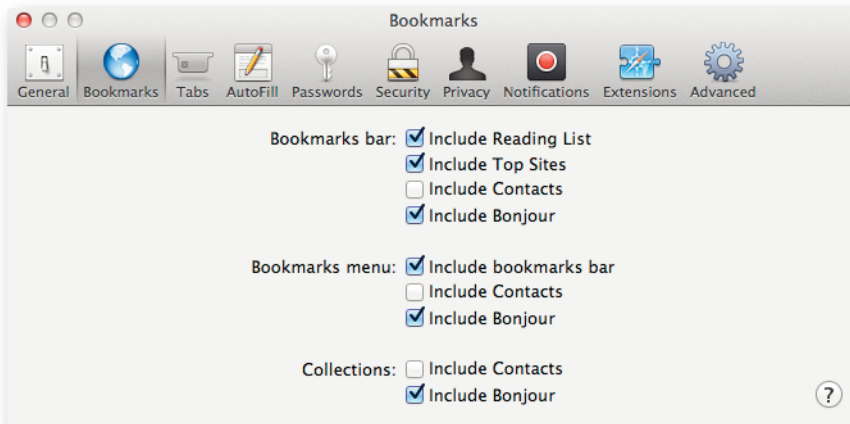 Bookmarks
General Bookmarks Tabs AutoFill Passwords Security Privacy Notifications Extensions Advanced
Bookmarks bar: Include Reading List
Include Top Sites
Include Contacts
Include Bonjour
Bookmarks menu: Include bookmarks bar
Include Contacts
Include Bonjour
Collections: Include Contacts
Include Bonjour
?